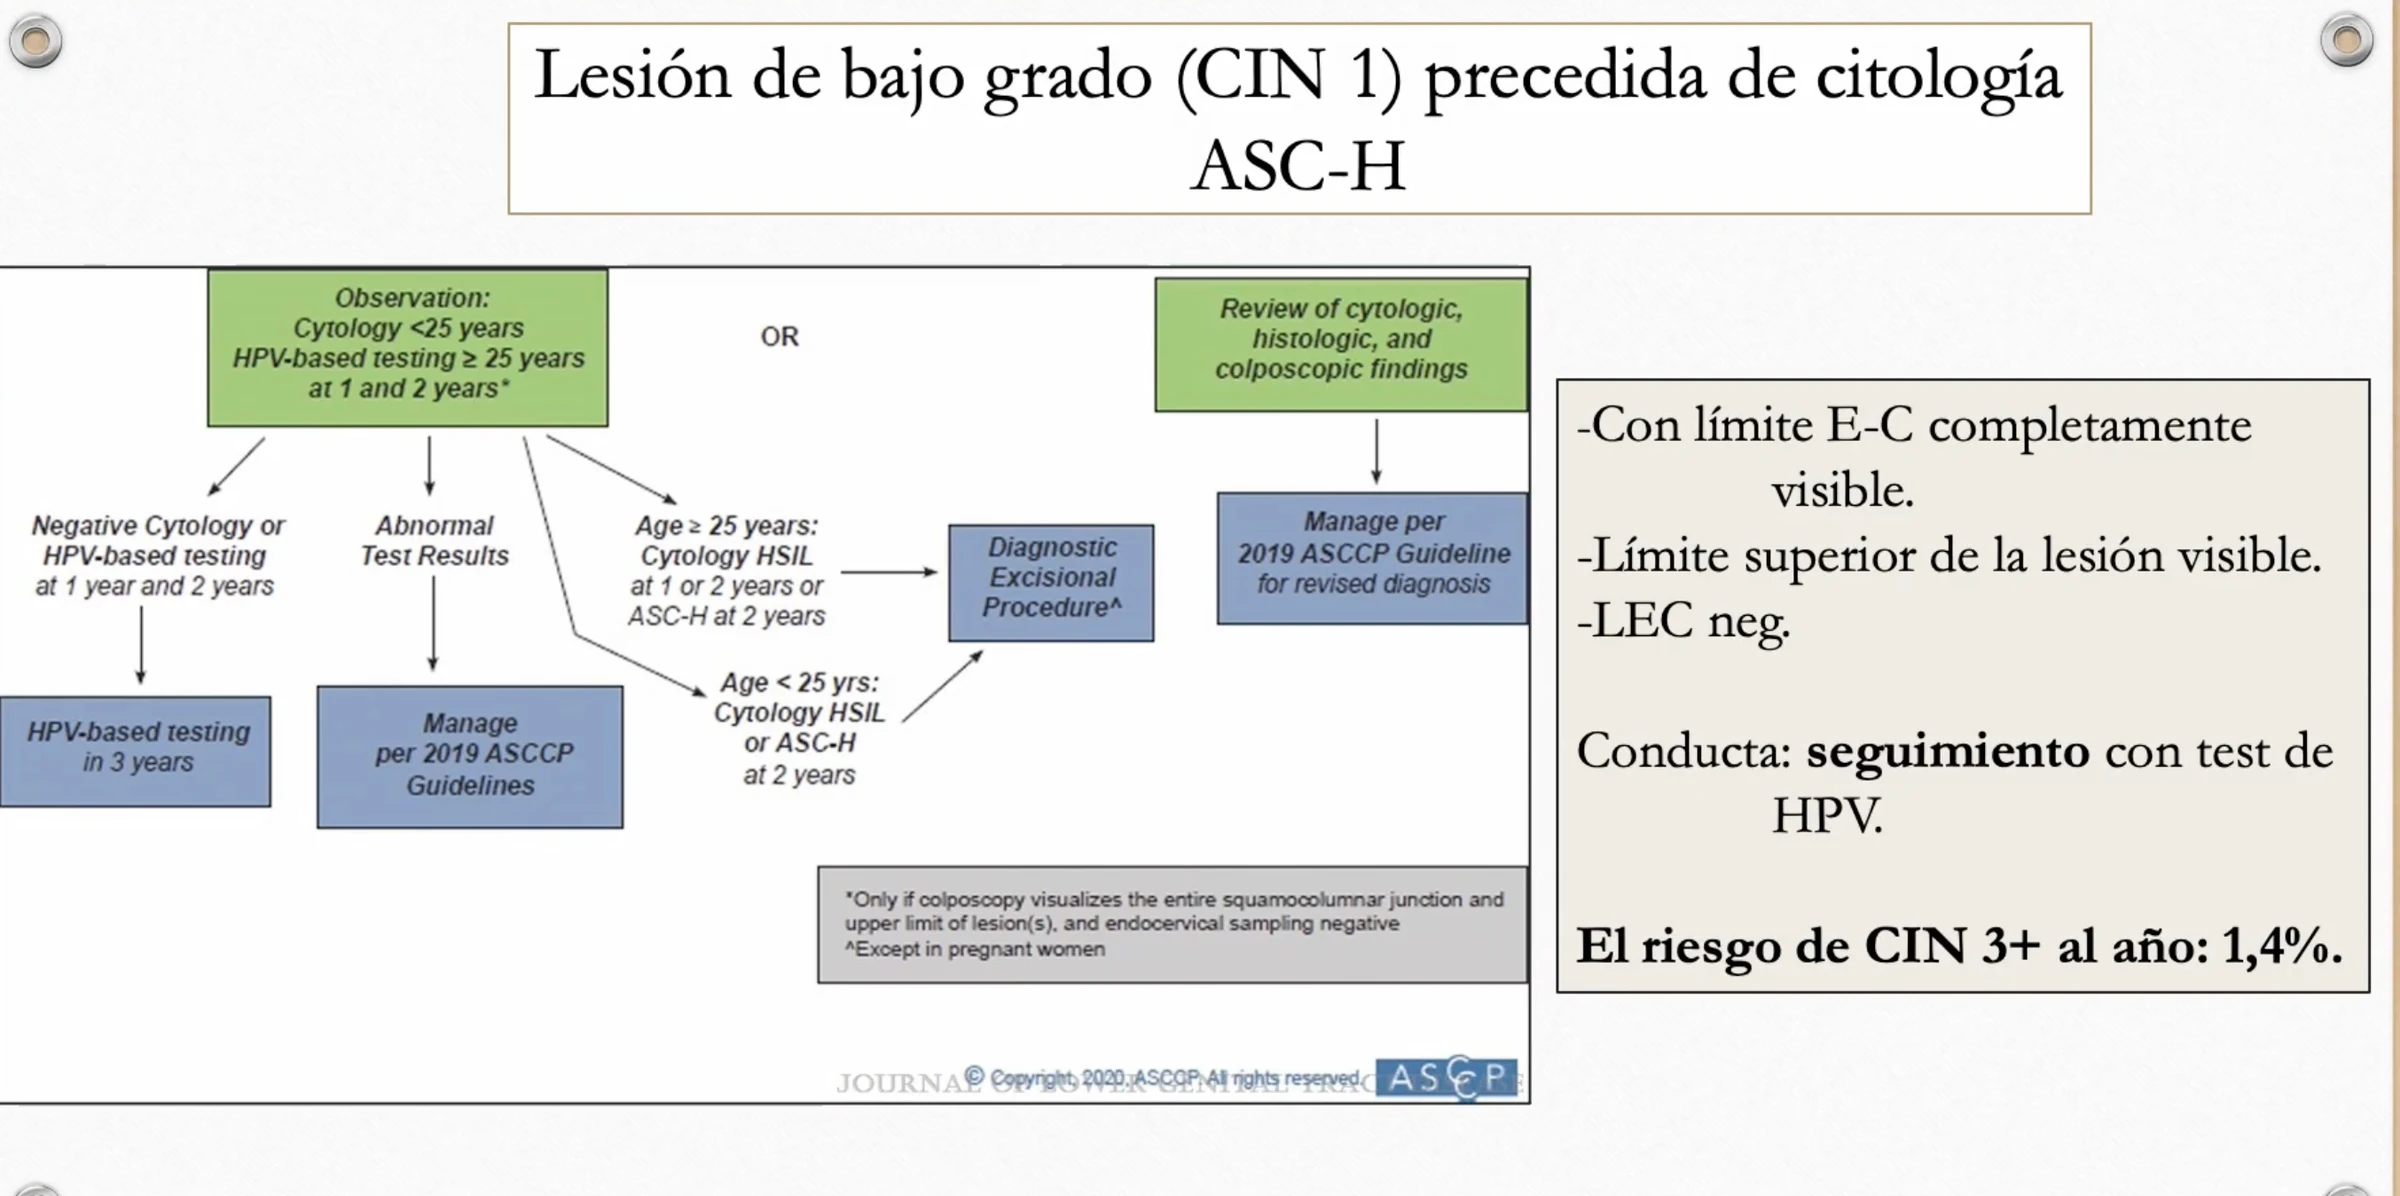 Lesión de bajo grado (CIN 1) precedida de citología
ASC-H
Observation:
Cytology <25 years
HPV-based testing ≥ 25 years
at 1 and 2 years*
OR
Review of cytologic,
histologic, and
colposcopic findings
Negative Cytology or
HPV-based testing
at 1 year and 2 years
Abnormal
Test Results
Age ≥ 25 years:
Cytology HSIL
at 1 or 2 years or
ASC-H at 2 years
Diagnostic
Excisional
Procedure^
Manage per
2019 ASCCP Guideline
for revised diagnosis
HPV-based testing
in 3 years
Manage
per 2019 ASCCP
Guidelines
Age < 25 yrs:
Cytology HSIL
or ASC-H
at 2 years
*Only if colposcopy visualizes the entire squamocolumnar junction and
upper limit of lesion(s), and endocervical sampling negative
^Except in pregnant women
JOURNAL OF LOWER GENITAL TRACT
© Copyright, 2020, ASCCP. All rights reserved.
ASCCP
-Con límite E-C completamente
visible.
-Límite superior de la lesión visible.
-LEC neg.
Conducta: seguimiento con test de
HPV.
El riesgo de CIN 3+ al año: 1,4%.